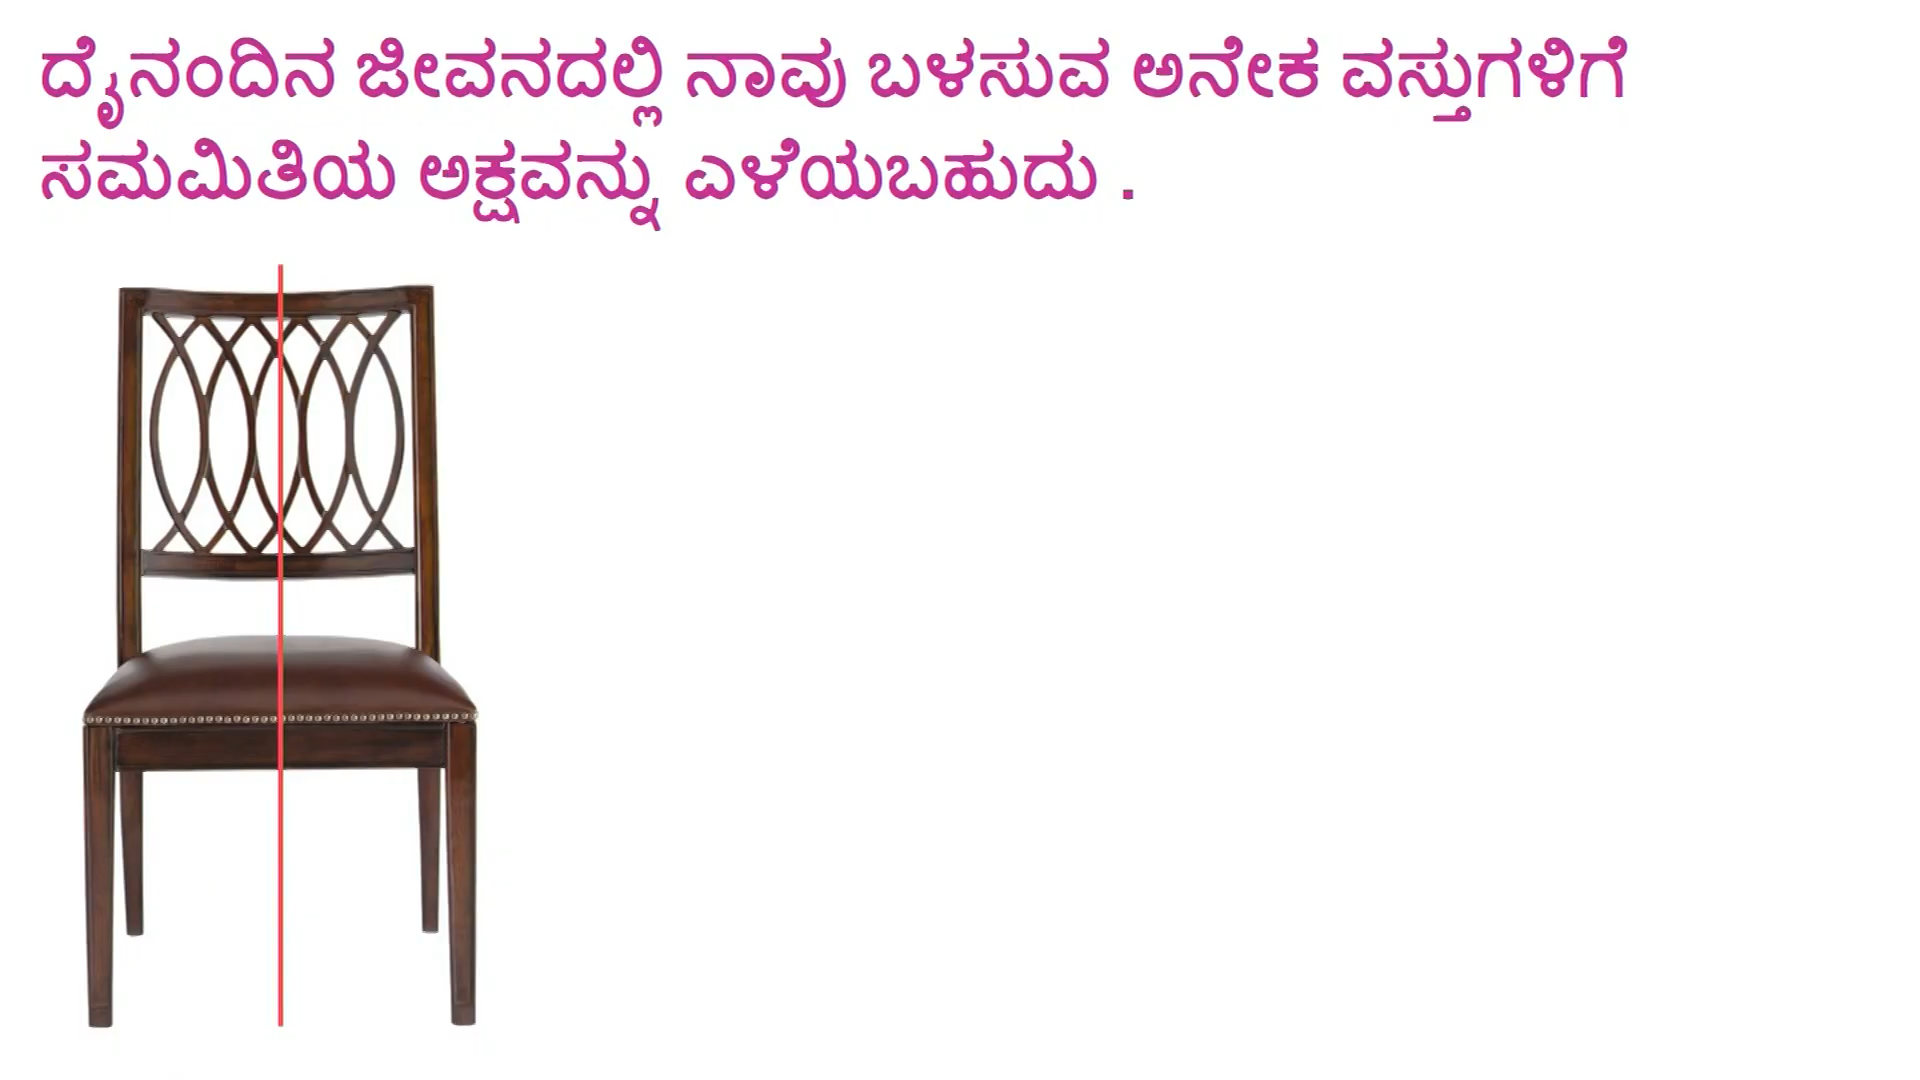 ದೈನಂದಿನ ಜೀವನದಲ್ಲಿ ನಾವು ಬಳಸುವ ಅನೇಕ ವಸ್ತುಗಳಿಗೆ
ಸಮಮಿತಿಯ ಅಕ್ಷವನ್ನು ಎಳೆಯಬಹುದು .